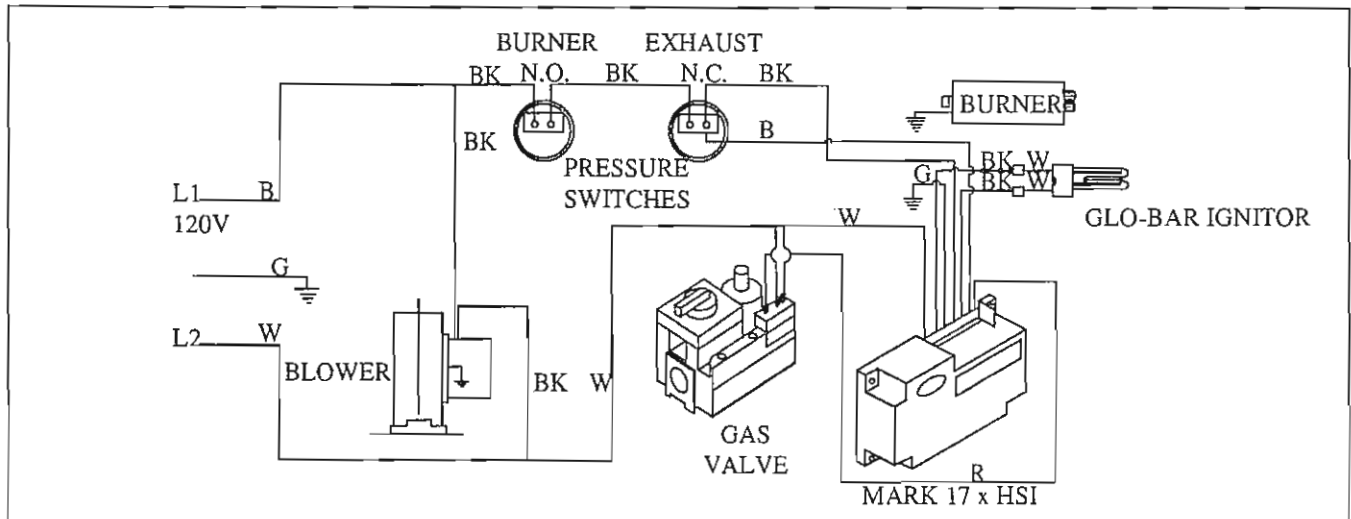 BURNER EXHAUST
BK N.O. BK N.C. BK
BURNER
BK
B
PRESSURE
SWITCHES
BK W
G
BK W
L1 B
120V
GLO-BAR IGNITOR
W
G
L2 W
BLOWER
BK W
GAS
VALVE
R
MARK 17 x HSI